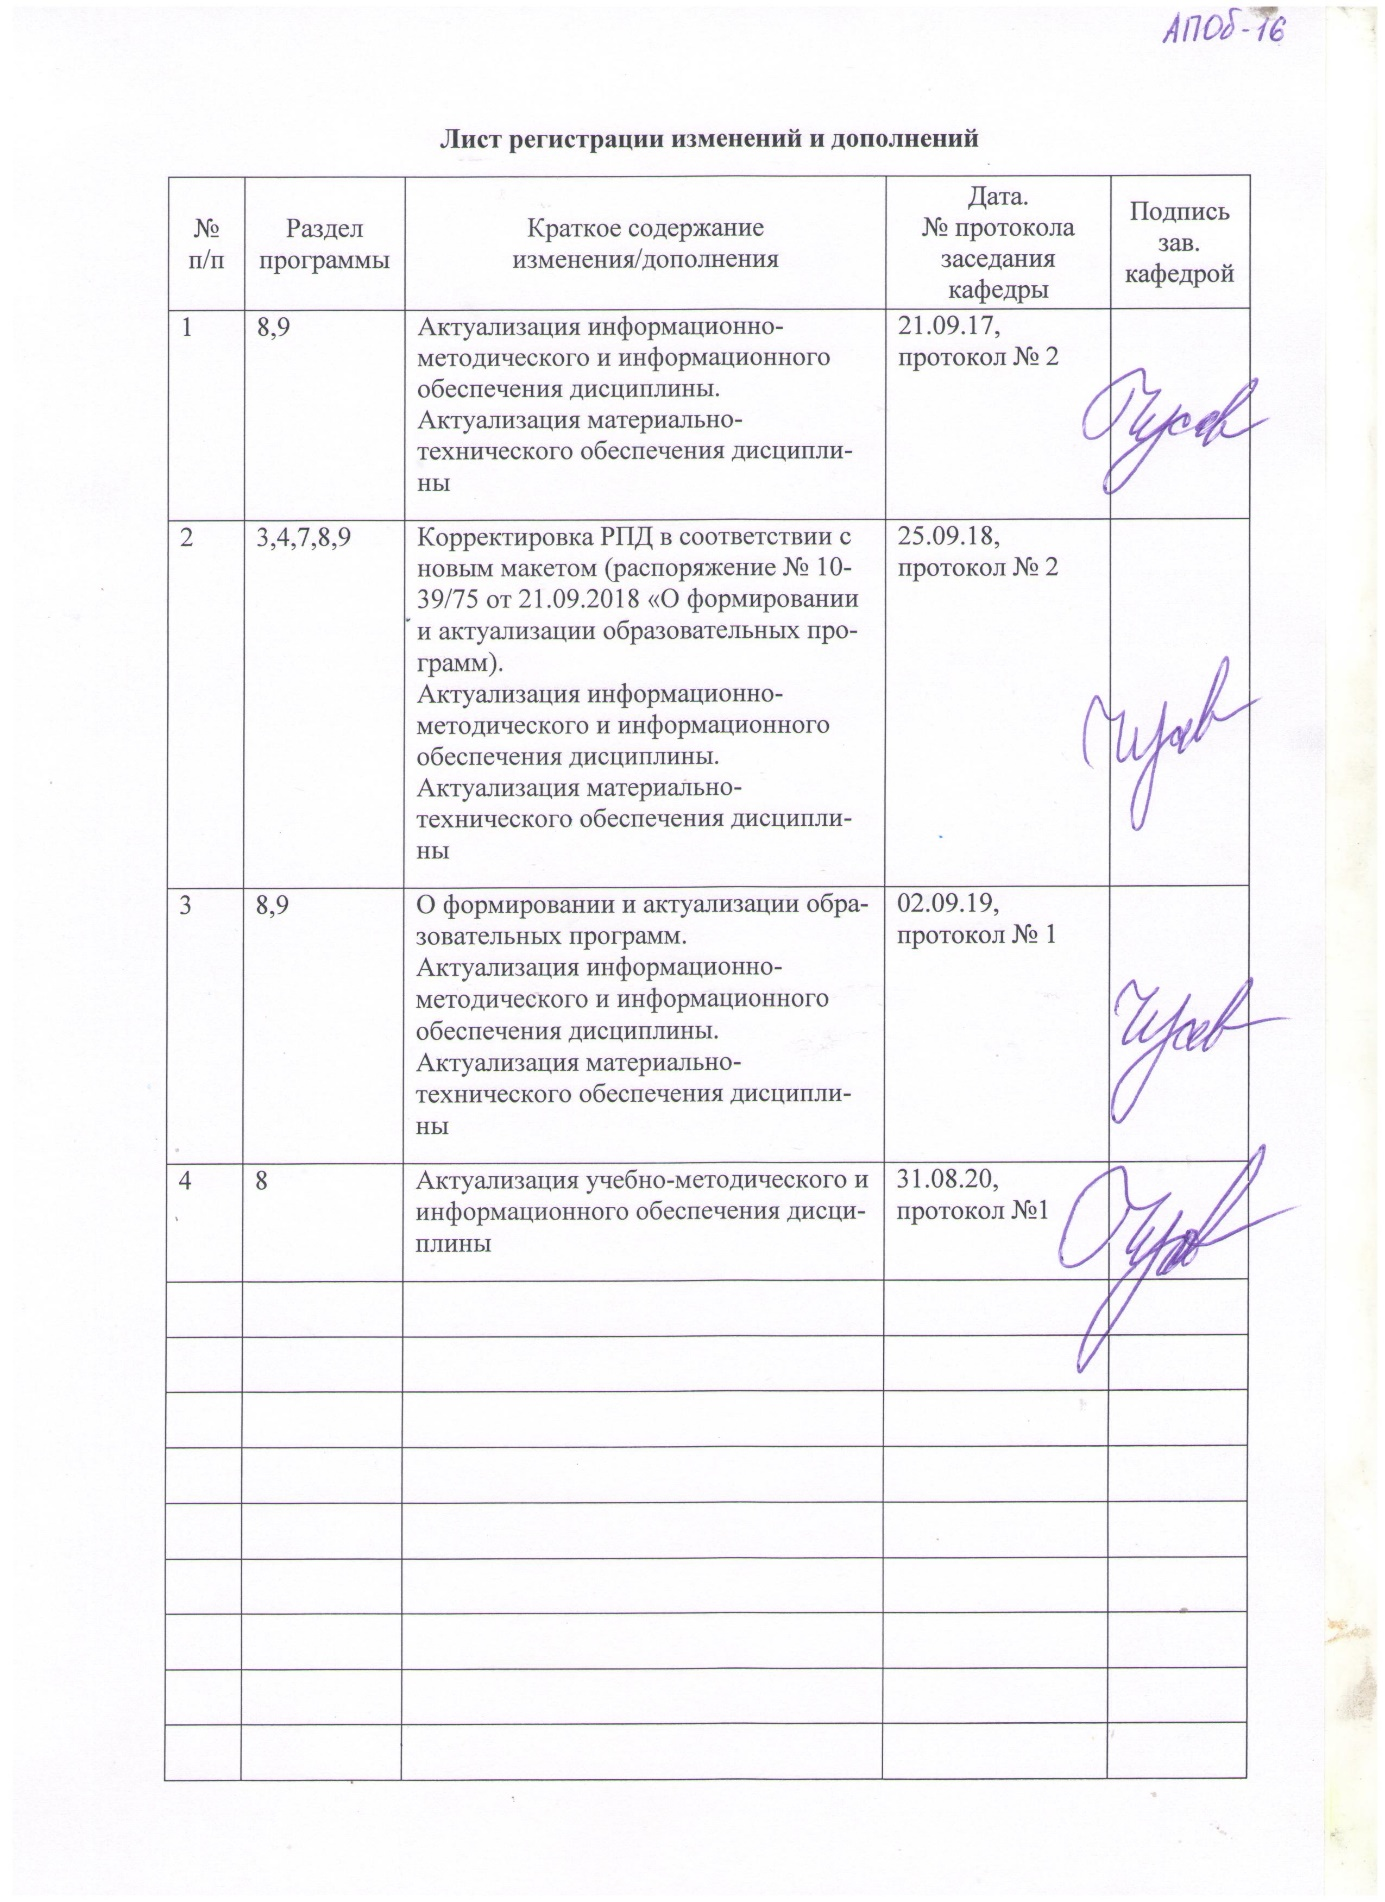 АПОб-16
Лист регистрации изменений и дополнений
№
п/п
Раздел
программы
Краткое содержание
изменения/дополнения
Дата.
№ протокола
заседания
кафедры
Подпись
зав.
кафедрой
1
8,9
Актуализация информационно-
методического и информационного
обеспечения дисциплины.
Актуализация материально-
технического обеспечения дисципли-
ны
21.09.17,
протокол № 2
2
3,4,7,8,9
Корректировка РПД в соответствии с
новым макетом (распоряжение № 10-
39/75 от 21.09.2018 «О формировании
и актуализации образовательных про-
грамм).
Актуализация информационно-
методического и информационного
обеспечения дисциплины.
Актуализация материально-
технического обеспечения дисципли-
ны
25.09.18,
протокол № 2
3
8,9
О формировании и актуализации обра-
зовательных программ.
Актуализация информационно-
методического и информационного
обеспечения дисциплины.
Актуализация материально-
технического обеспечения дисципли-
ны
02.09.19,
протокол № 1
4
8
Актуализация учебно-методического и
информационного обеспечения дисци-
плины
31.08.20,
протокол №1